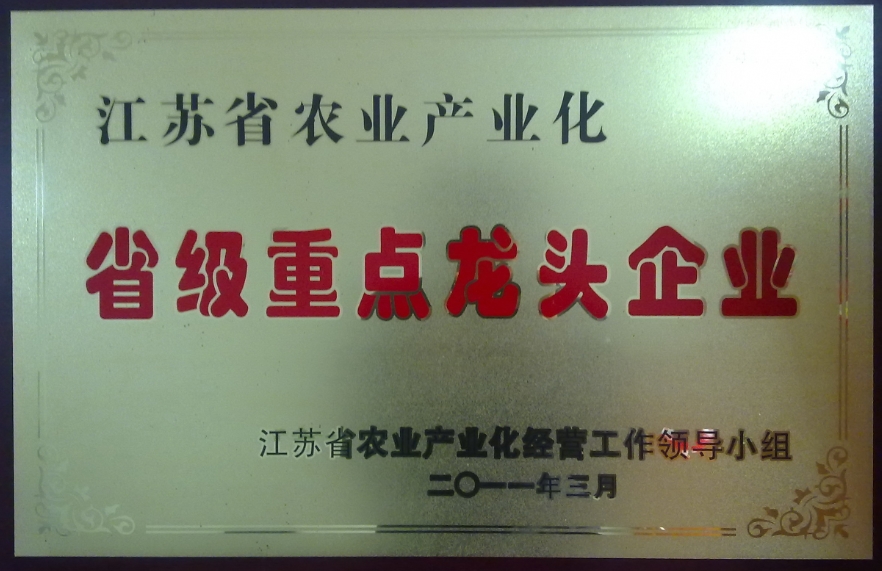 江苏省农业产业化
省级重点龙头企业
江苏省农业产业化经营工作领导小组
二〇一一年三月